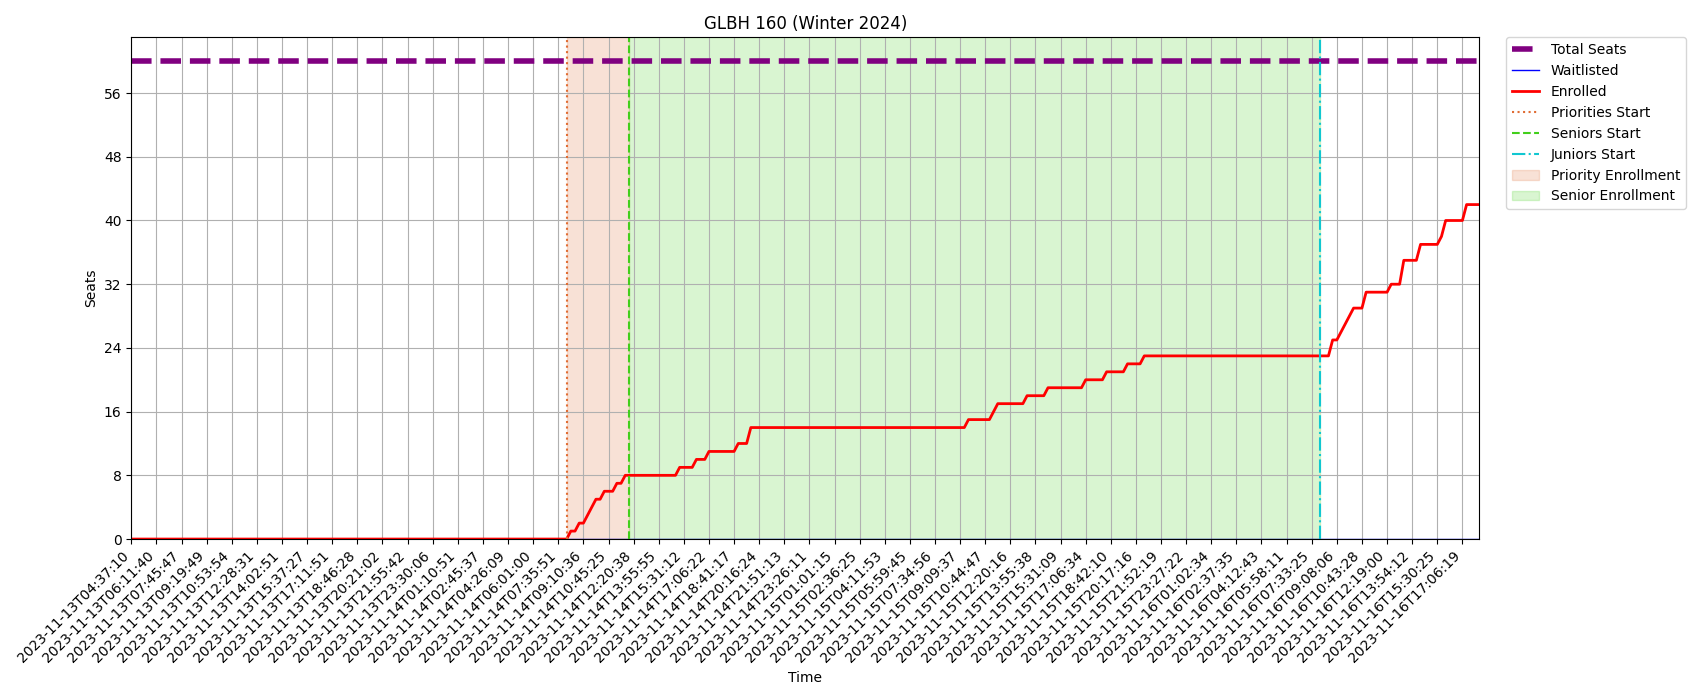 GLBH 160 (Winter 2024)
Total Seats
Waitlisted
Enrolled
Priorities Start
Seniors Start
Juniors Start
Priority Enrollment
Senior Enrollment
Seats
56
48
40
32
24
16
8
0
2023-11-13T04:37:10
2023-11-13T06:11:40
2023-11-13T07:45:47
2023-11-13T09:19:49
2023-11-13T10:53:54
2023-11-13T12:28:31
2023-11-13T14:02:51
2023-11-13T15:37:27
2023-11-13T17:11:51
2023-11-13T18:46:28
2023-11-13T20:21:02
2023-11-13T21:55:42
2023-11-13T23:30:06
2023-11-14T01:10:51
2023-11-14T02:45:37
2023-11-14T04:26:09
2023-11-14T06:01:00
2023-11-14T07:35:51
2023-11-14T09:10:36
2023-11-14T10:45:25
2023-11-14T12:20:38
2023-11-14T13:55:55
2023-11-14T15:31:12
2023-11-14T17:06:22
2023-11-14T18:41:17
2023-11-14T20:16:24
2023-11-14T21:51:13
2023-11-14T23:26:11
2023-11-15T01:01:15
2023-11-15T02:36:25
2023-11-15T04:11:53
2023-11-15T05:59:45
2023-11-15T07:34:56
2023-11-15T09:09:37
2023-11-15T10:44:47
2023-11-15T12:20:16
2023-11-15T13:55:38
2023-11-15T15:31:09
2023-11-15T17:06:34
2023-11-15T18:42:10
2023-11-15T20:17:16
2023-11-15T21:52:19
2023-11-15T23:27:22
2023-11-16T01:02:34
2023-11-16T02:37:35
2023-11-16T04:12:43
2023-11-16T05:58:11
2023-11-16T07:33:25
2023-11-16T09:08:06
2023-11-16T10:43:28
2023-11-16T12:19:00
2023-11-16T13:54:12
2023-11-16T15:30:25
2023-11-16T17:06:19
Time